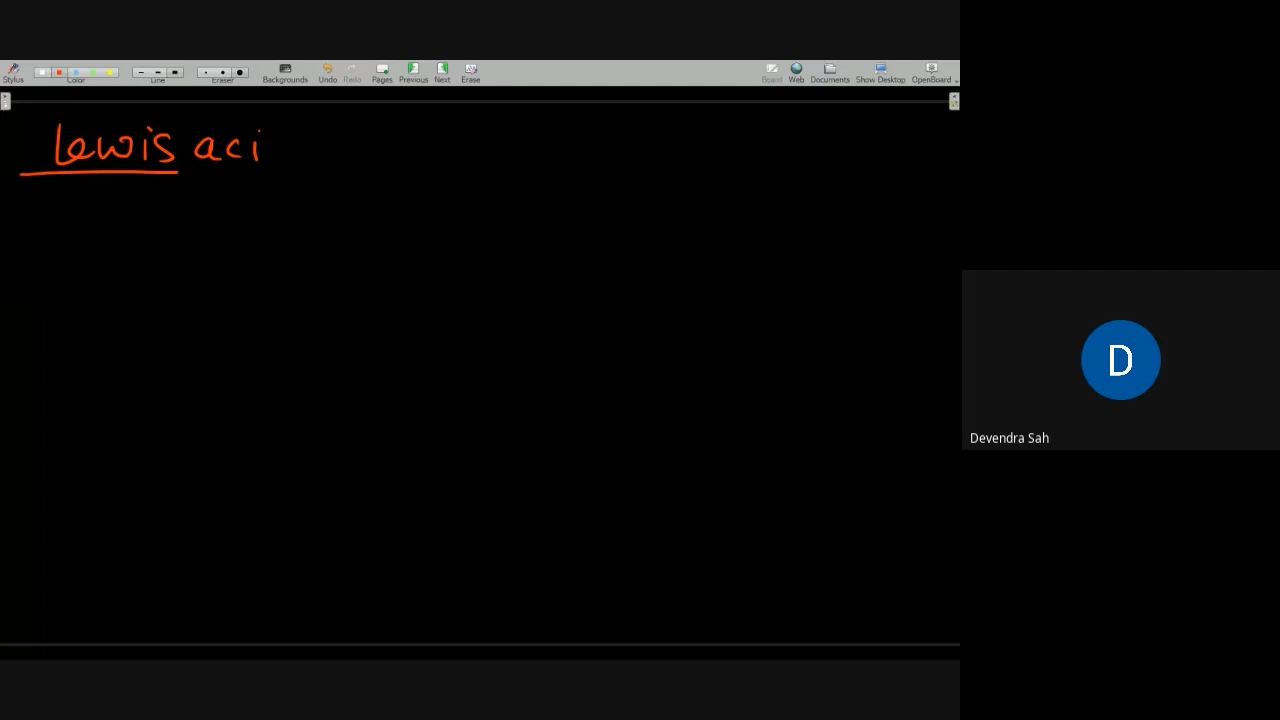 Stylus Color Line Eraser Backgrounds Undo Redo Pages Previous Next Erase Board Web Documents Show Desktop OpenBoard
Lewis aci
D
Devendra Sah